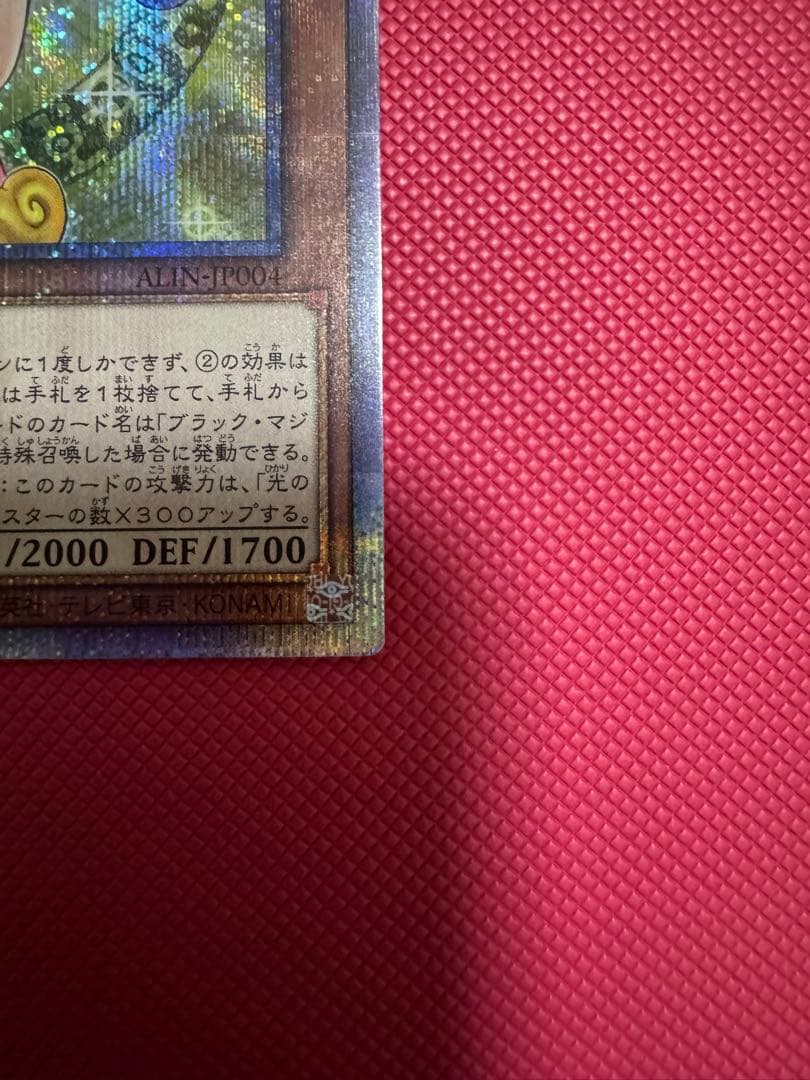 ALIN-JP004
ンに1度しかできず、②の効果は
は手札を1枚捨てて、手札から
ドのカード名は「ブラック・マジ
特殊召喚した場合に発動できる。
:このカードの攻撃力は、「光の
スターの数×300アップする。
/2000 DEF/1700
英社・テレビ東京・KONAMI